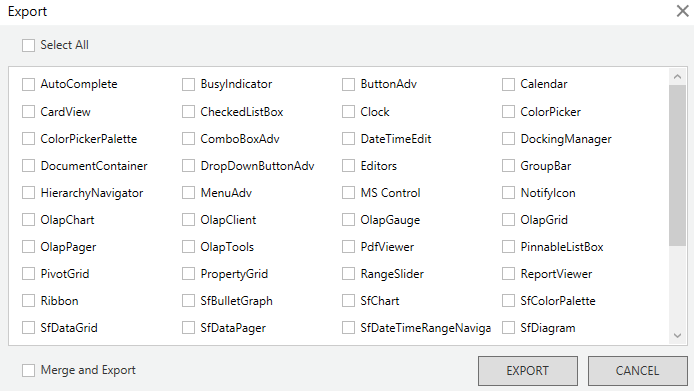 Export
Select All
AutoComplete BusyIndicator ButtonAdv Calendar
CardView CheckedListBox Clock ColorPicker
ColorPickerPalette ComboBoxAdv DateTimeEdit DockingManager
DocumentContainer DropDownButtonAdv Editors GroupBar
HierarchyNavigator MenuAdv MS Control NotifyIcon
OlapChart OlapClient OlapGauge OlapGrid
OlapPager OlapTools PdfViewer PinnableListBox
PivotGrid PropertyGrid RangeSlider ReportViewer
Ribbon SfBulletGraph SfChart SfColorPalette
SfDataGrid SfDataPager SfDateTimeRangeNaviga SfDiagram
Merge and Export EXPORT CANCEL